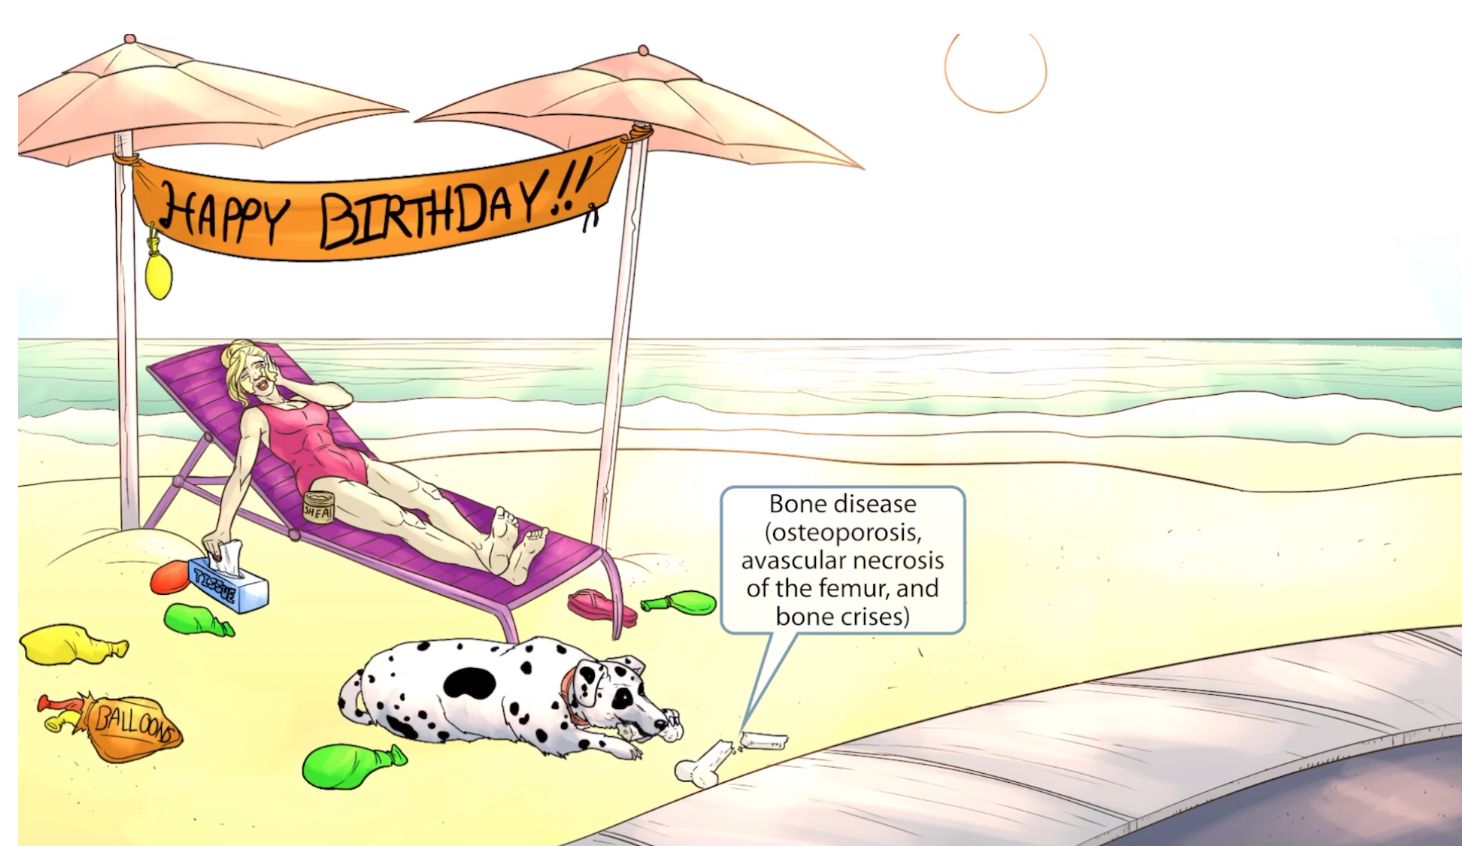 HAPPY BIRTHDAY!!
SHEA
Bone disease
(osteoporosis,
avascular necrosis
of the femur, and
bone crises)
TISSUE
BALLOONS